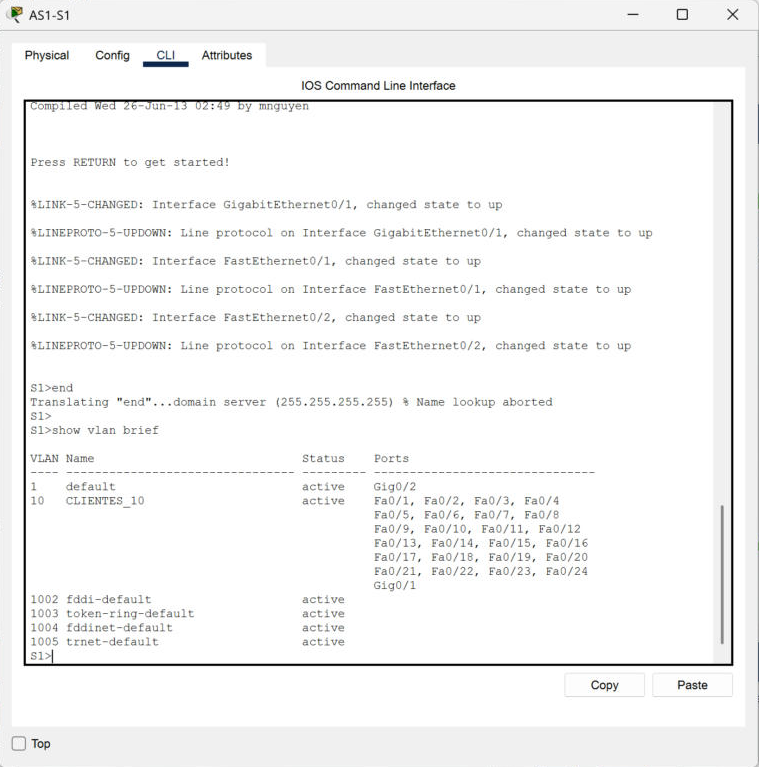 AS1-S1
Physical Config CLI Attributes
IOS Command Line Interface
Compiled Wed 26-Jun-13 02:49 by mnguyen
Press RETURN to get started!
%LINK-5-CHANGED: Interface GigabitEthernet0/1, changed state to up
%LINEPROTO-5-UPDOWN: Line protocol on Interface GigabitEthernet0/1, changed state to up
%LINK-5-CHANGED: Interface FastEthernet0/1, changed state to up
%LINEPROTO-5-UPDOWN: Line protocol on Interface FastEthernet0/1, changed state to up
%LINK-5-CHANGED: Interface FastEthernet0/2, changed state to up
%LINEPROTO-5-UPDOWN: Line protocol on Interface FastEthernet0/2, changed state to up
S1>end
Translating "end"...domain server (255.255.255.255) % Name lookup aborted
S1>
S1>show vlan brief
VLAN Name                             Status    Ports
---- -------------------------------- --------- -------------------------------
1    default                          active    Gig0/2
10   CLIENTES_10                      active    Fa0/1, Fa0/2, Fa0/3, Fa0/4
                                                Fa0/5, Fa0/6, Fa0/7, Fa0/8
                                                Fa0/9, Fa0/10, Fa0/11, Fa0/12
                                                Fa0/13, Fa0/14, Fa0/15, Fa0/16
                                                Fa0/17, Fa0/18, Fa0/19, Fa0/20
                                                Fa0/21, Fa0/22, Fa0/23, Fa0/24
                                                Gig0/1
1002 fddi-default                     active
1003 token-ring-default               active
1004 fddinet-default                  active
1005 trnet-default                    active
S1>
Copy Paste
Top